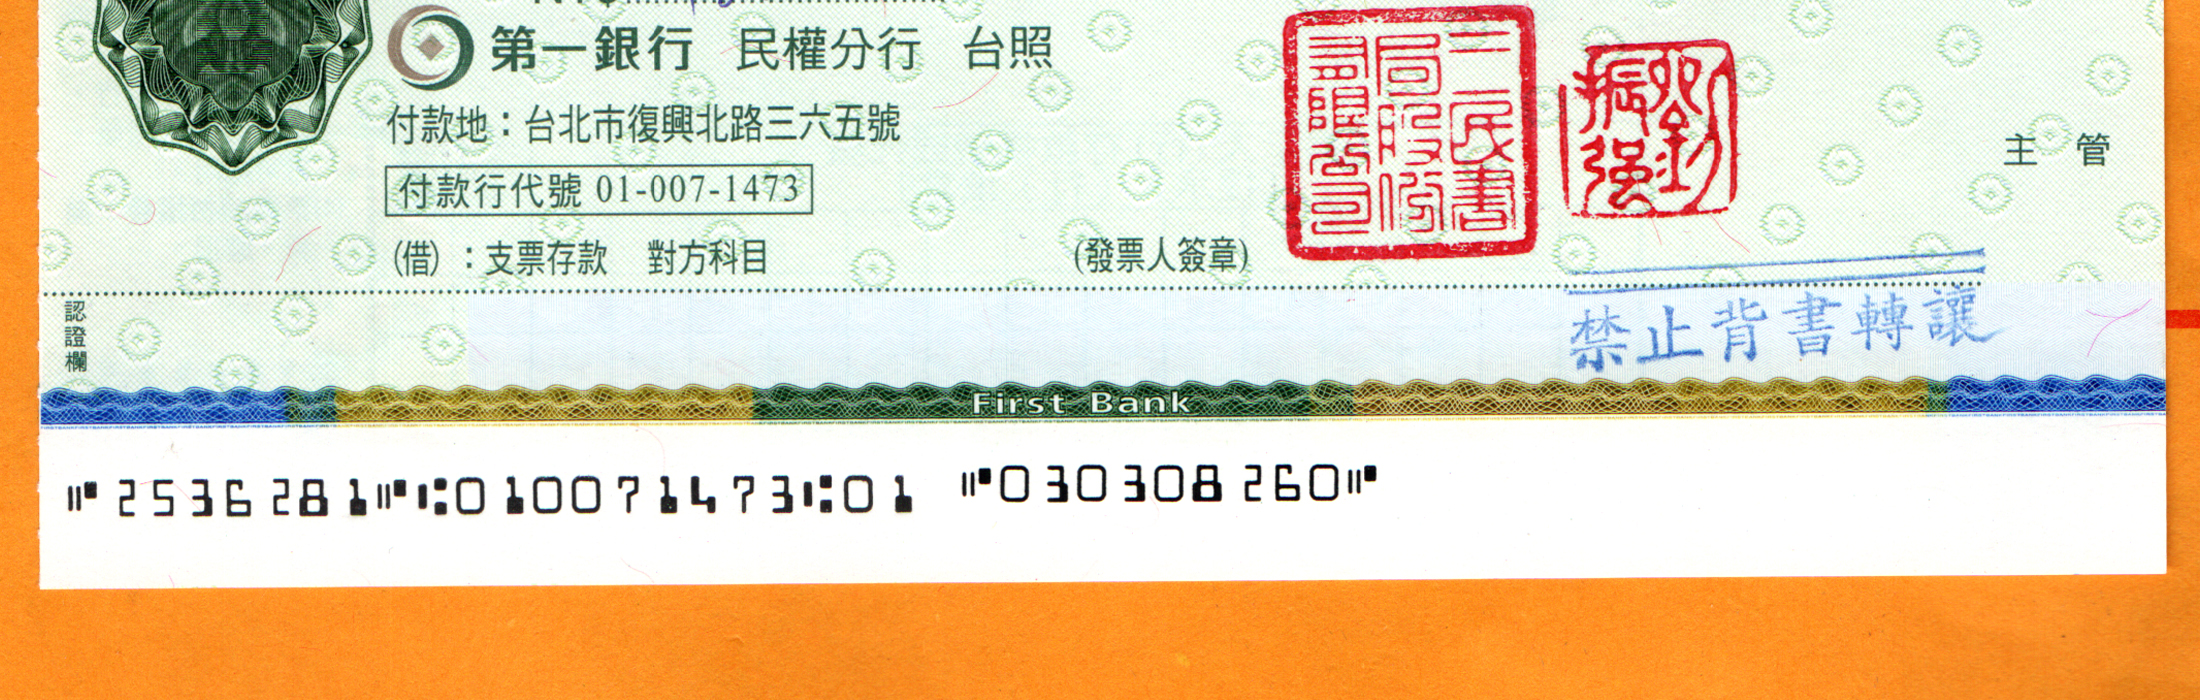 第一銀行 民權分行 台照
付款地：台北市復興北路三六五號
付款行代號 01-007-1473
(借)：支票存款 對方科目
(發票人簽章)
三民書局股份有限公司
劉振强
主 管
禁止背書轉讓
認證欄
First Bank
⑈2536281⑈⑆010071473⑆01 ⑈030308260⑈